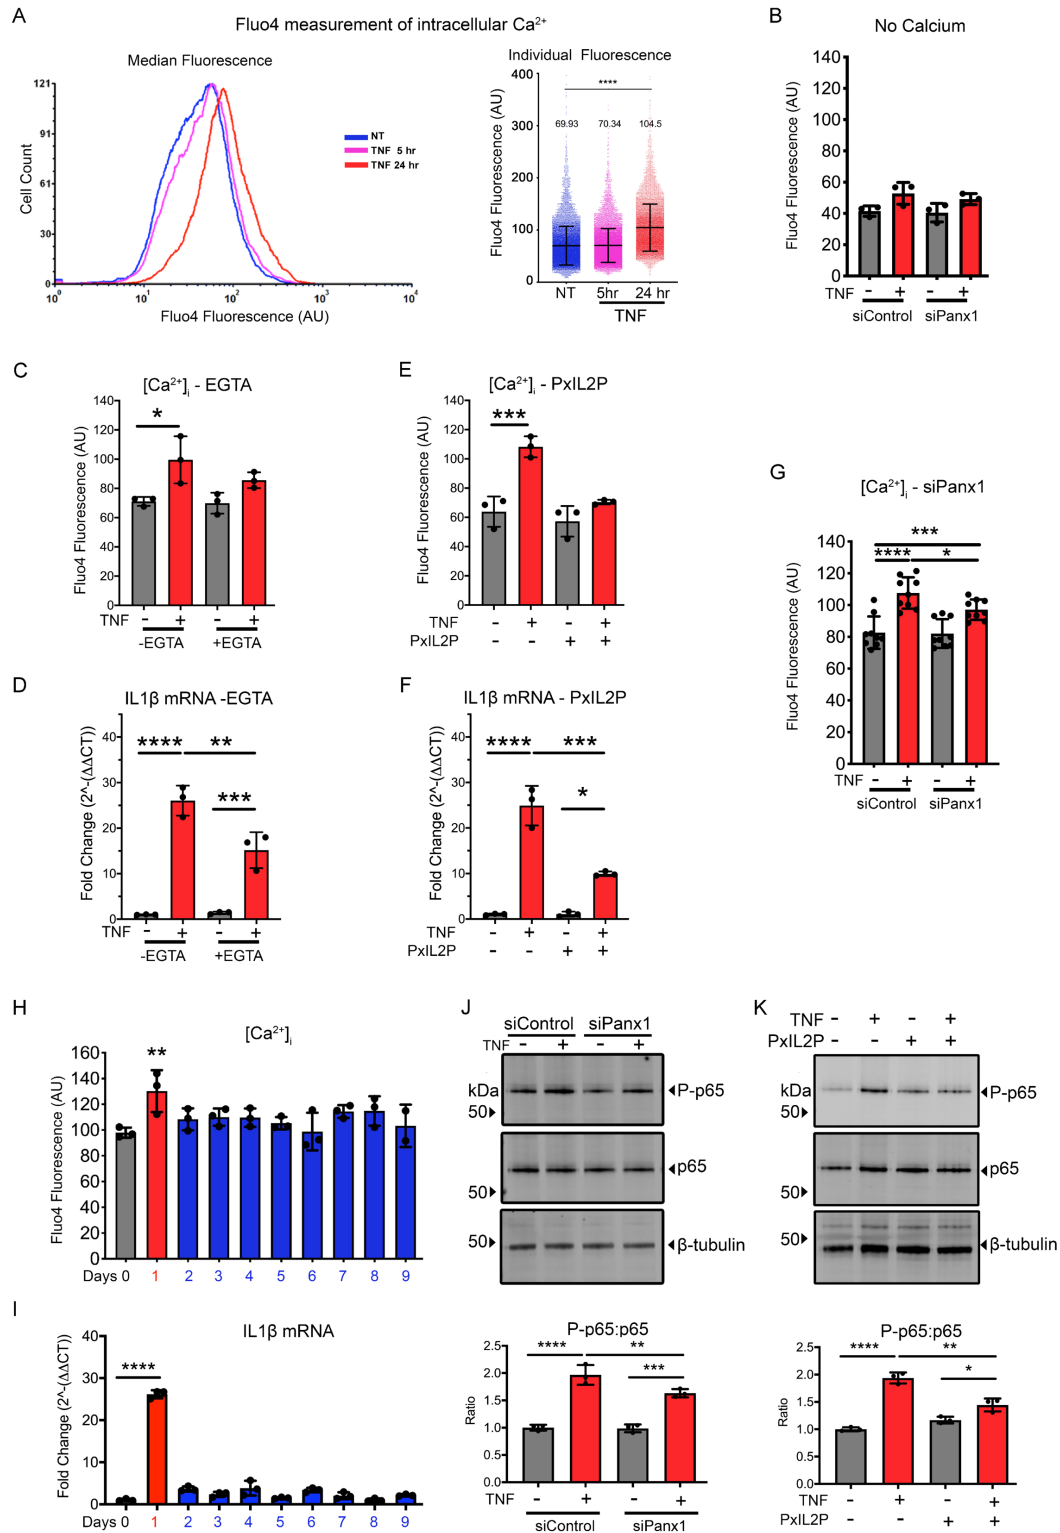 A
Fluo4 measurement of intracellular Ca²⁺
Median Fluorescence
Cell Count
121
91
61
30
0
10⁰
10¹
10²
10³
10⁴
Fluo4 Fluorescence (AU)
NT
TNF 5 hr
TNF 24 hr
Individual Fluorescence
Fluo4 Fluorescence (AU)
400
300
200
100
0
****
69.93
70.34
104.5
NT
5hr
24 hr
TNF
B
No Calcium
Fluo4 Fluorescence (AU)
140
120
100
80
60
40
20
0
TNF - + - +
siControl siPanx1
C
[Ca²⁺]i - EGTA
Fluo4 Fluorescence (AU)
140
120
100
80
60
40
20
0
*
TNF - + - +
-EGTA +EGTA
E
[Ca²⁺]i - PxIL2P
Fluo4 Fluorescence (AU)
140
120
100
80
60
40
20
0
***
TNF - + - +
PxIL2P - - + +
G
[Ca²⁺]i - siPanx1
Fluo4 Fluorescence (AU)
140
120
100
80
60
40
20
0
***
**** *
TNF - + - +
siControl siPanx1
D
IL1β mRNA -EGTA
Fold Change (2^-(ΔΔCT))
40
30
20
10
0
**** **
***
TNF - + - +
-EGTA +EGTA
F
IL1β mRNA - PxIL2P
Fold Change (2^-(ΔΔCT))
40
30
20
10
0
**** ***
*
TNF - + - +
PxIL2P - - + +
H
[Ca²⁺]i
Fluo4 Fluorescence (AU)
160
140
120
100
80
60
40
20
0
**
Days 0 1 2 3 4 5 6 7 8 9
I
IL1β mRNA
Fold Change (2^-(ΔΔCT))
40
30
20
10
0
****
Days 0 1 2 3 4 5 6 7 8 9
J
siControl siPanx1
TNF - + - +
kDa
50
P-p65
50
p65
50
β-tubulin
P-p65:p65
Ratio
2.5
2.0
1.5
1.0
0.5
0.0
**** **
***
TNF - + - +
siControl siPanx1
K
TNF - + - +
PxIL2P - - + +
kDa
50
P-p65
50
p65
50
β-tubulin
P-p65:p65
Ratio
2.5
2.0
1.5
1.0
0.5
0.0
**** **
*
TNF - + - +
PxIL2P - - + +